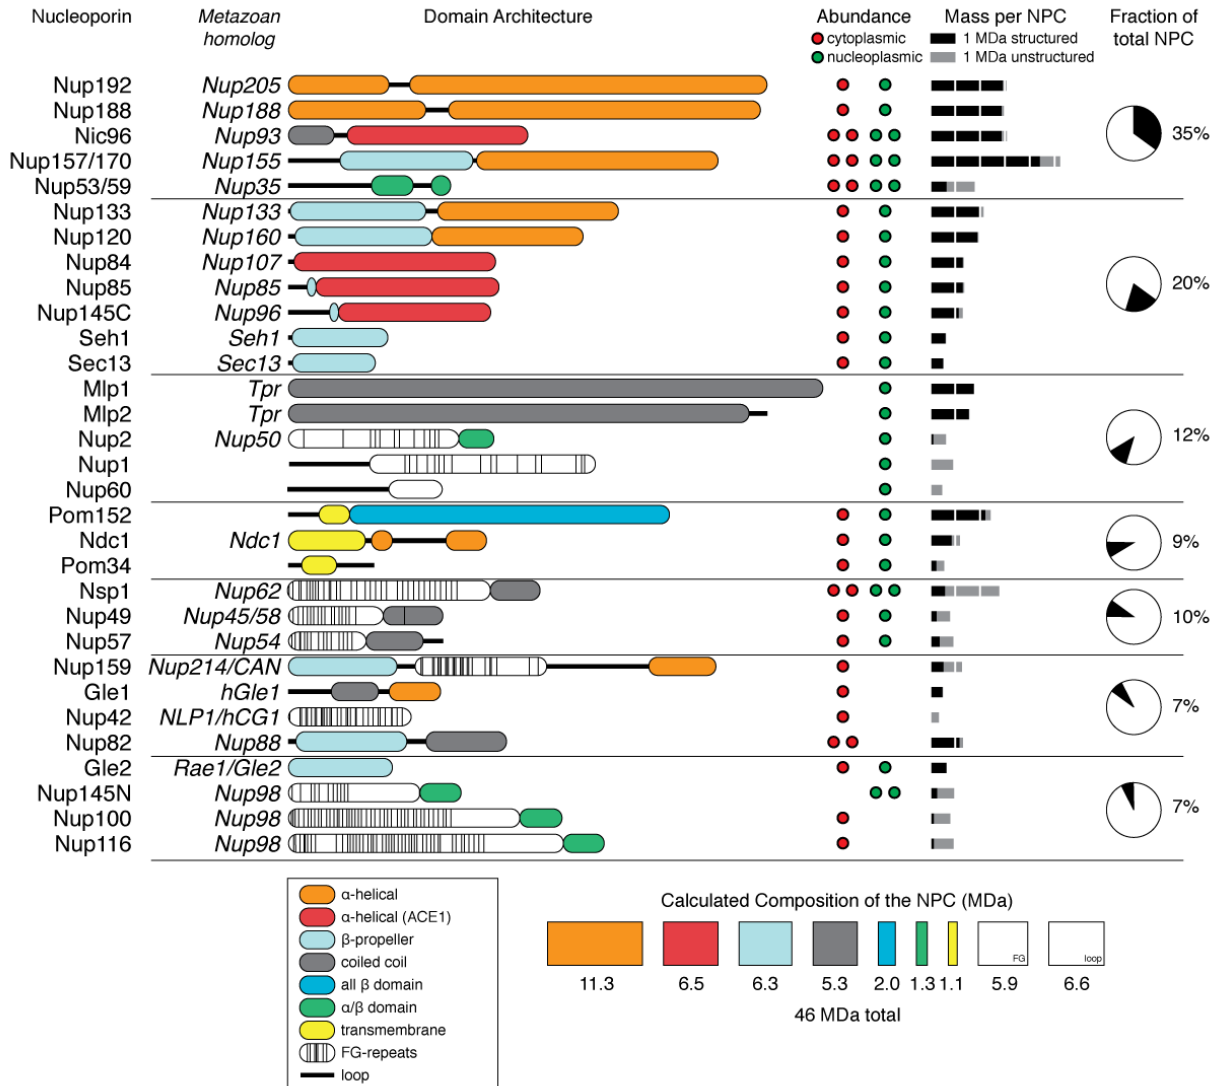 Nucleoporin Metazoan homolog Domain Architecture Abundance Mass per NPC Fraction of total NPC
cytoplasmic 1 MDa structured
nucleoplasmic 1 MDa unstructured
Nup192 Nup205
Nup188 Nup188
Nic96 Nup93 35%
Nup157/170 Nup155
Nup53/59 Nup35
Nup133 Nup133
Nup120 Nup160
Nup84 Nup107
Nup85 Nup85 20%
Nup145C Nup96
Seh1 Seh1
Sec13 Sec13
Mlp1 Tpr
Mlp2 Tpr
Nup2 Nup50 12%
Nup1
Nup60
Pom152
Ndc1 Ndc1 9%
Pom34
Nsp1 Nup62
Nup49 Nup45/58 10%
Nup57 Nup54
Nup159 Nup214/CAN
Gle1 hGle1
Nup42 NLP1/hCG1 7%
Nup82 Nup88
Gle2 Rae1/Gle2
Nup145N Nup98 7%
Nup100 Nup98
Nup116 Nup98
α-helical
α-helical (ACE1)
β-propeller
coiled coil
all β domain
α/β domain
transmembrane
FG-repeats
loop
Calculated Composition of the NPC (MDa)
FG loop
11.3 6.5 6.3 5.3 2.0 1.3 1.1 5.9 6.6
46 MDa total